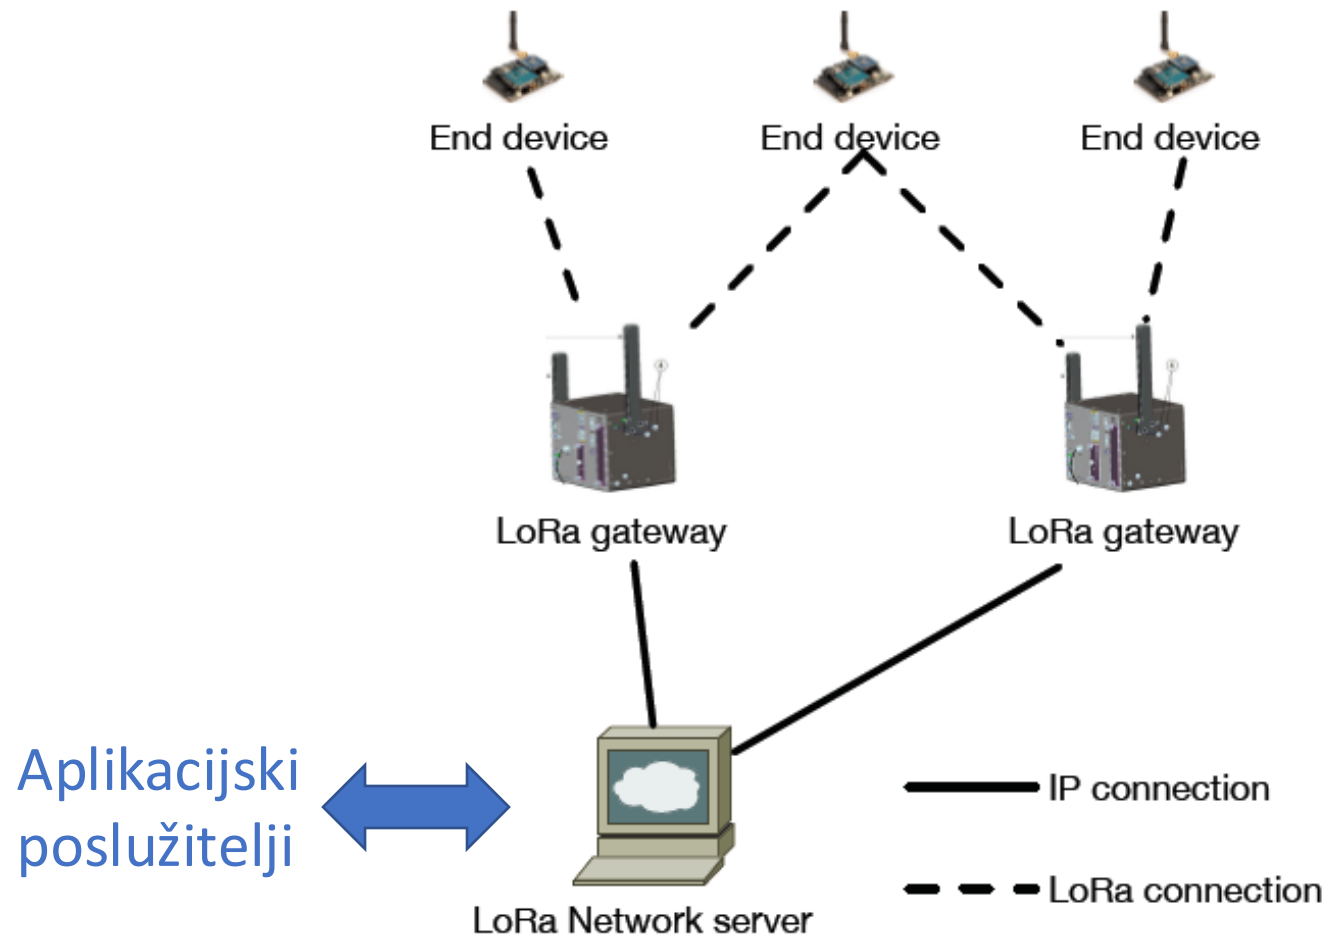 End device
End device
End device
LoRa gateway
LoRa gateway
Aplikacijski
poslužitelji
IP connection
LoRa connection
LoRa Network server